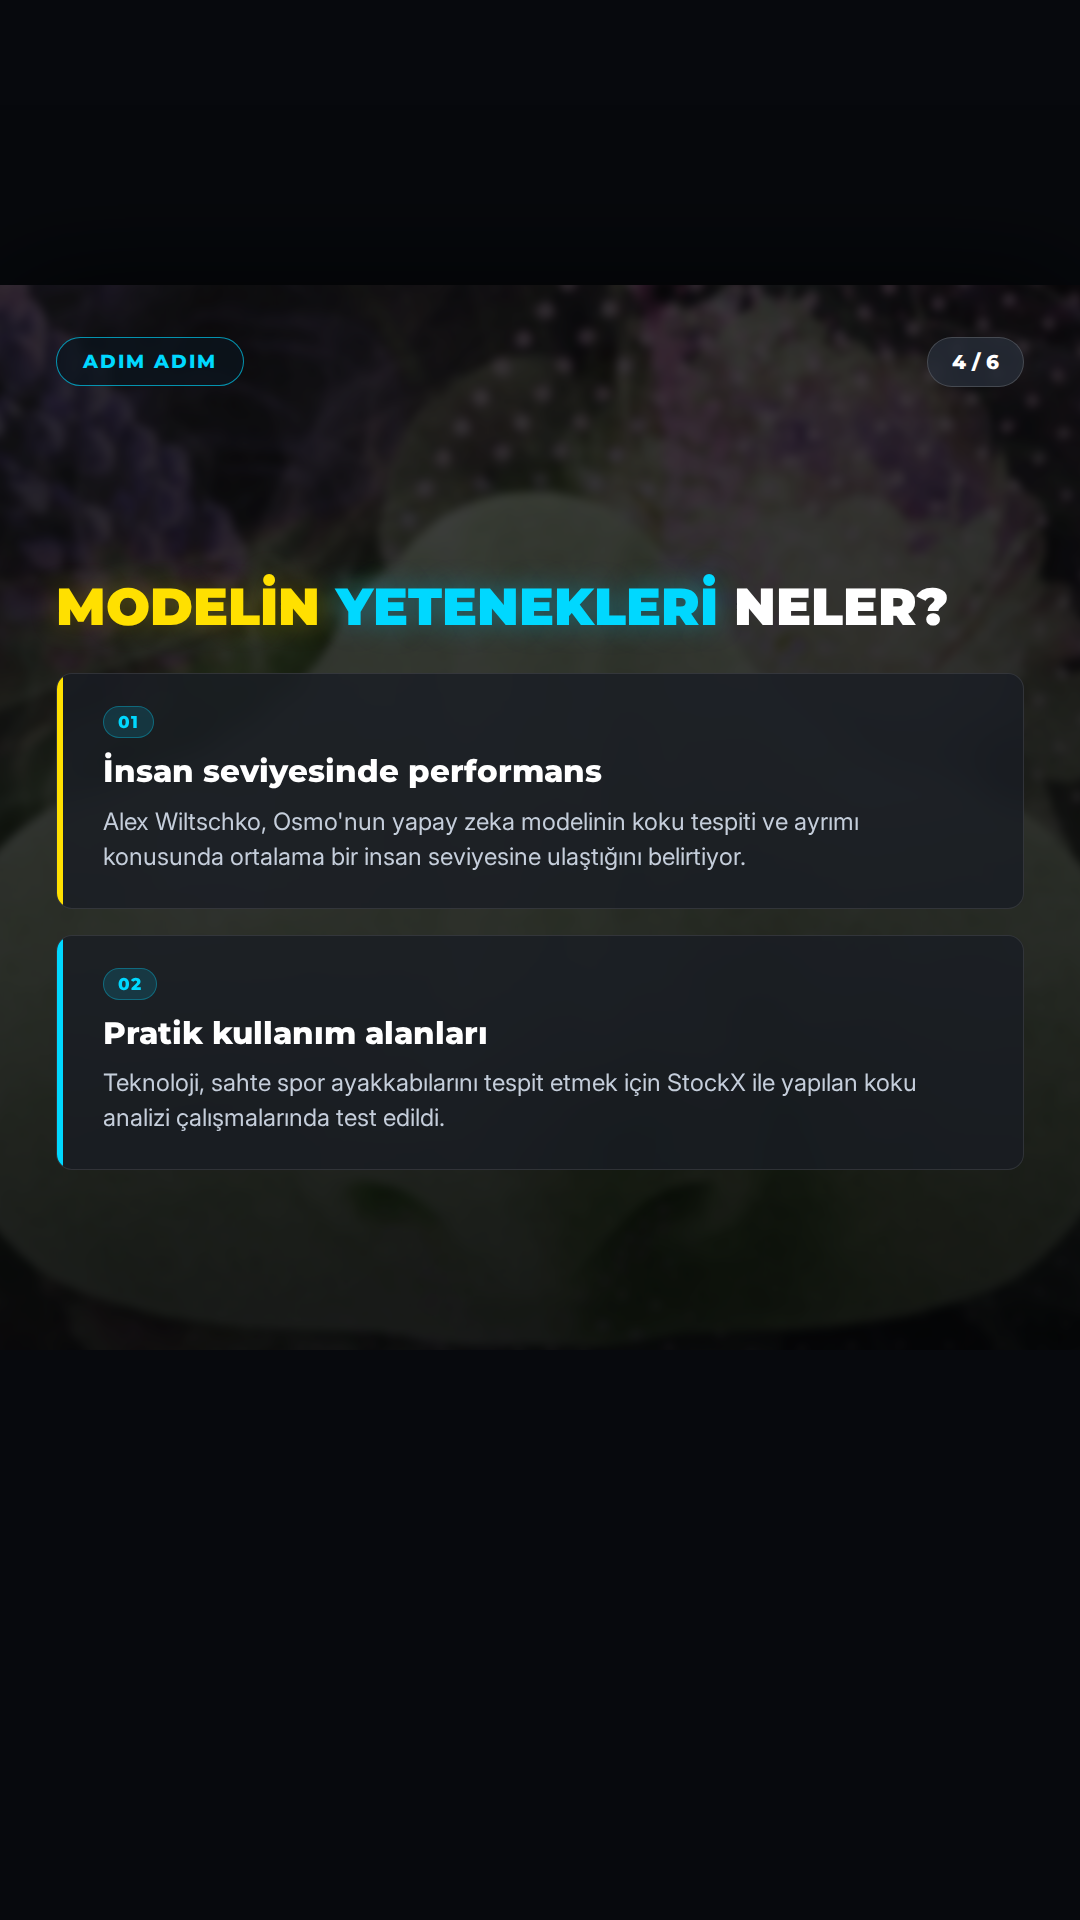 ADIM ADIM
4 / 6
MODELİN YETENEKLERİ NELER?
01
İnsan seviyesinde performans
Alex Wiltschko, Osmo'nun yapay zeka modelinin koku tespiti ve ayrımı
konusunda ortalama bir insan seviyesine ulaştığını belirtiyor.
02
Pratik kullanım alanları
Teknoloji, sahte spor ayakkabılarını tespit etmek için StockX ile yapılan koku
analizi çalışmalarında test edildi.